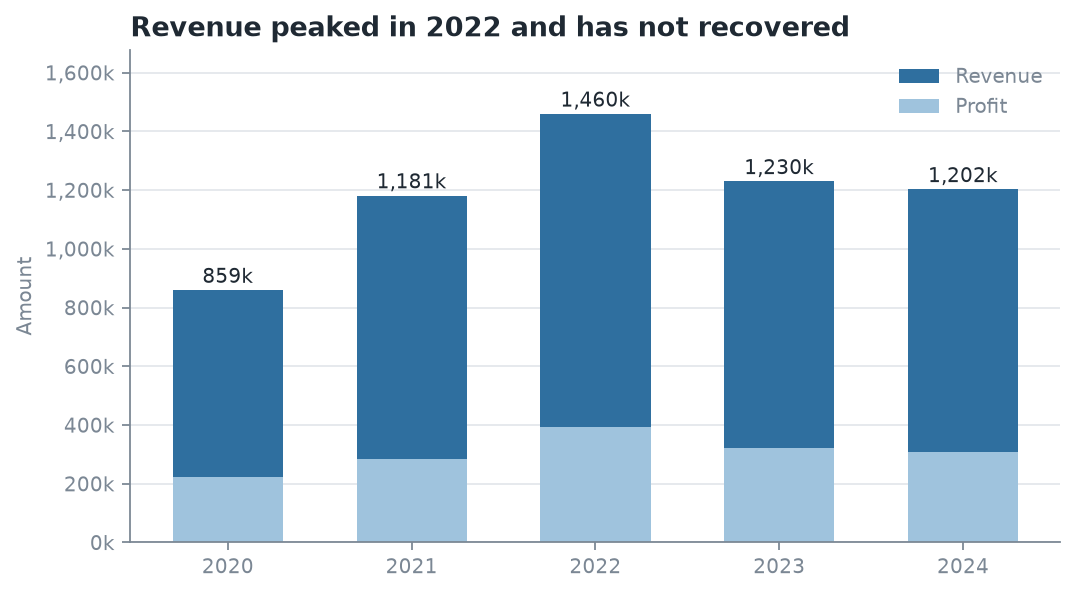 Revenue peaked in 2022 and has not recovered
Revenue
Profit
1,600k
1,400k
1,200k
1,000k
800k
600k
400k
200k
0k
Amount
859k
1,181k
1,460k
1,230k
1,202k
2020
2021
2022
2023
2024